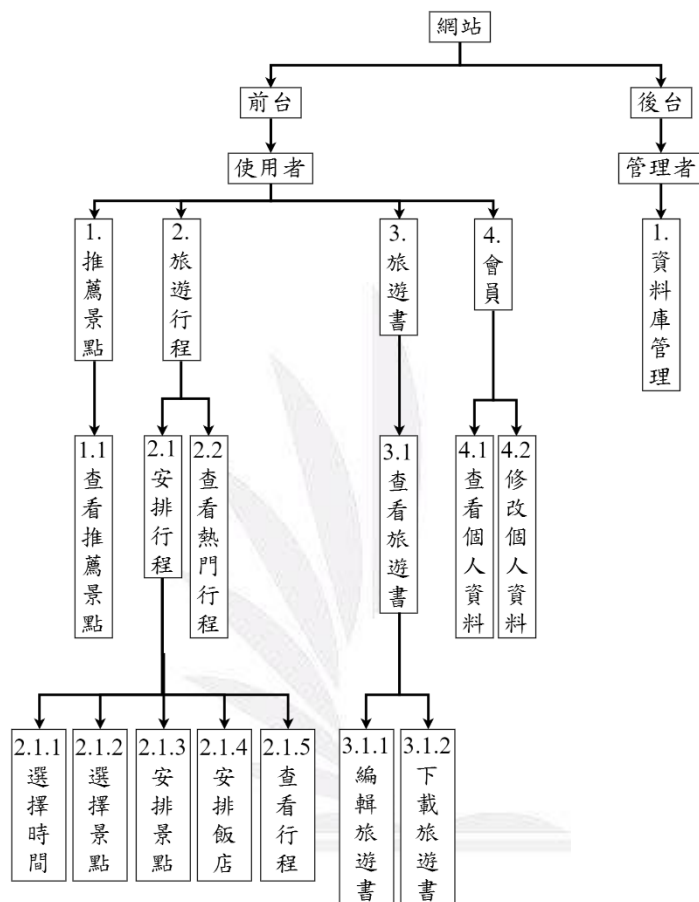 網站
前台
後台
使用者
管理者
1.推薦景點
2.旅遊行程
3.旅遊書
4.會員
1.資料庫管理
1.1查看推薦景點
2.1安排行程
2.2查看熱門行程
3.1查看旅遊書
4.1查看個人資料
4.2修改個人資料
2.1.1選擇時間
2.1.2選擇景點
2.1.3安排景點
2.1.4安排飯店
2.1.5查看行程
3.1.1編輯旅遊書
3.1.2下載旅遊書